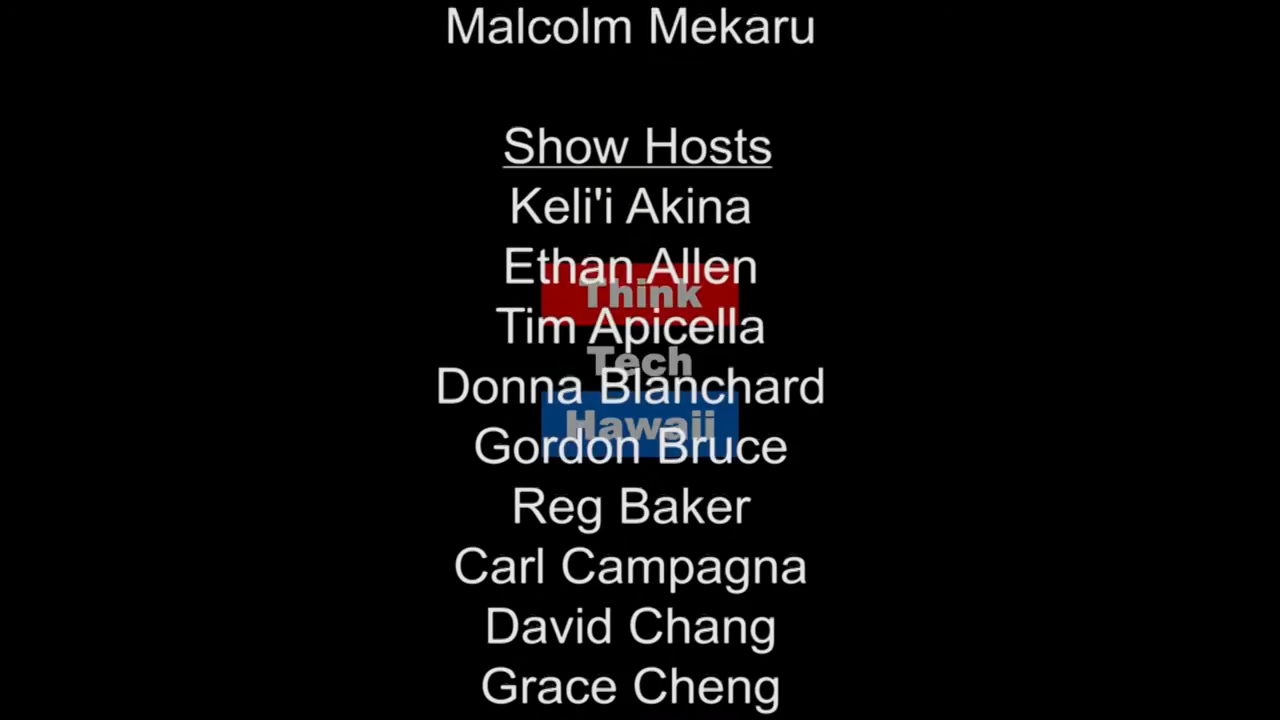 Malcolm Mekaru
Show Hosts
Keli'i Akina
Ethan Allen
Think
Tim Apicella
Tech
Donna Blanchard
Hawaii
Gordon Bruce
Reg Baker
Carl Campagna
David Chang
Grace Cheng